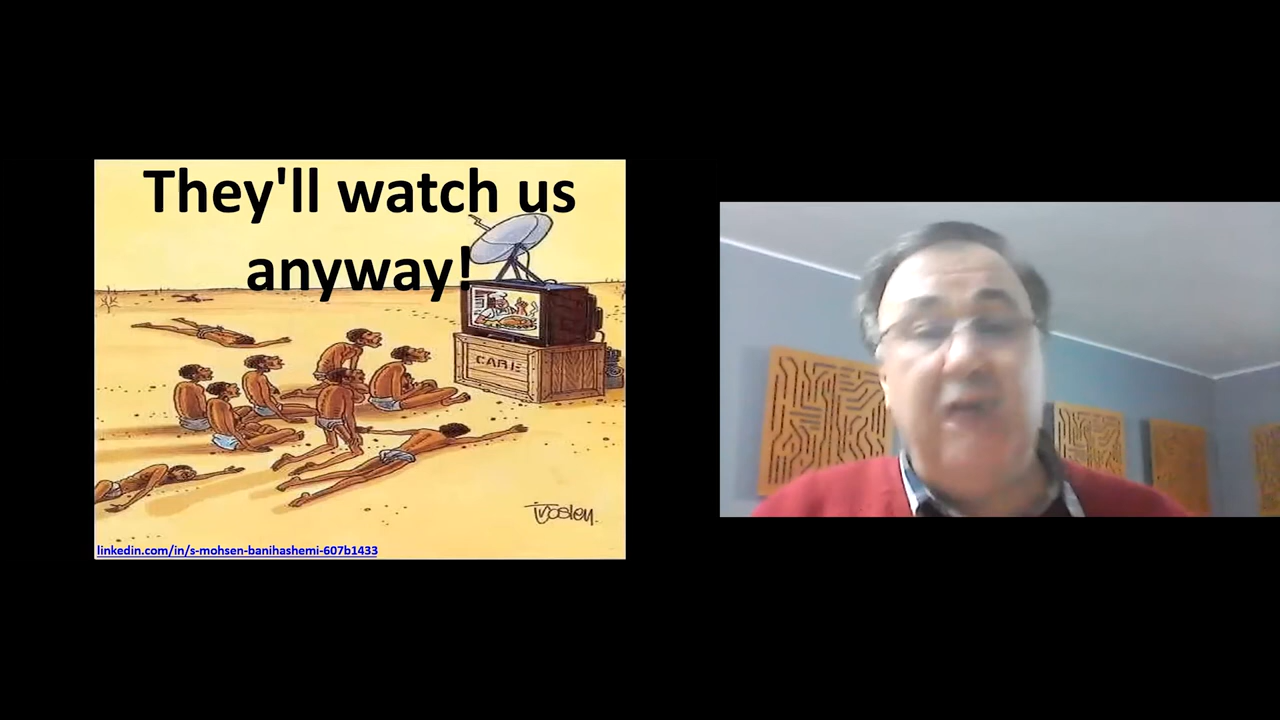 They'll watch us
anyway!
CARE
linkedin.com/in/s-mohsen-banihashemi-607b1433